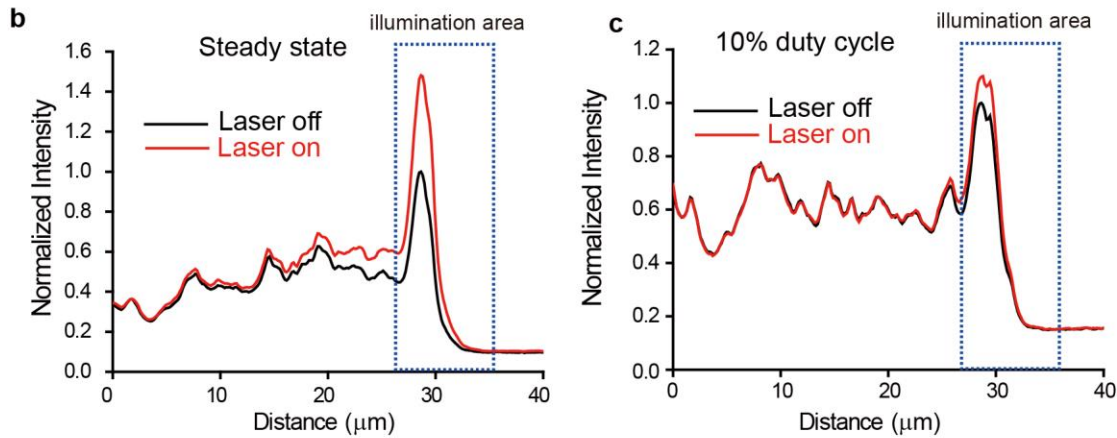 b
illumination area
Steady state
Laser off
Laser on
Normalized Intensity
1.6
1.4
1.2
1.0
0.8
0.6
0.4
0.2
0.0
0
10
20
30
40
Distance (μm)
c
illumination area
10% duty cycle
Laser off
Laser on
Normalized Intensity
1.2
1.0
0.8
0.6
0.4
0.2
0.0
0
10
20
30
40
Distance (μm)